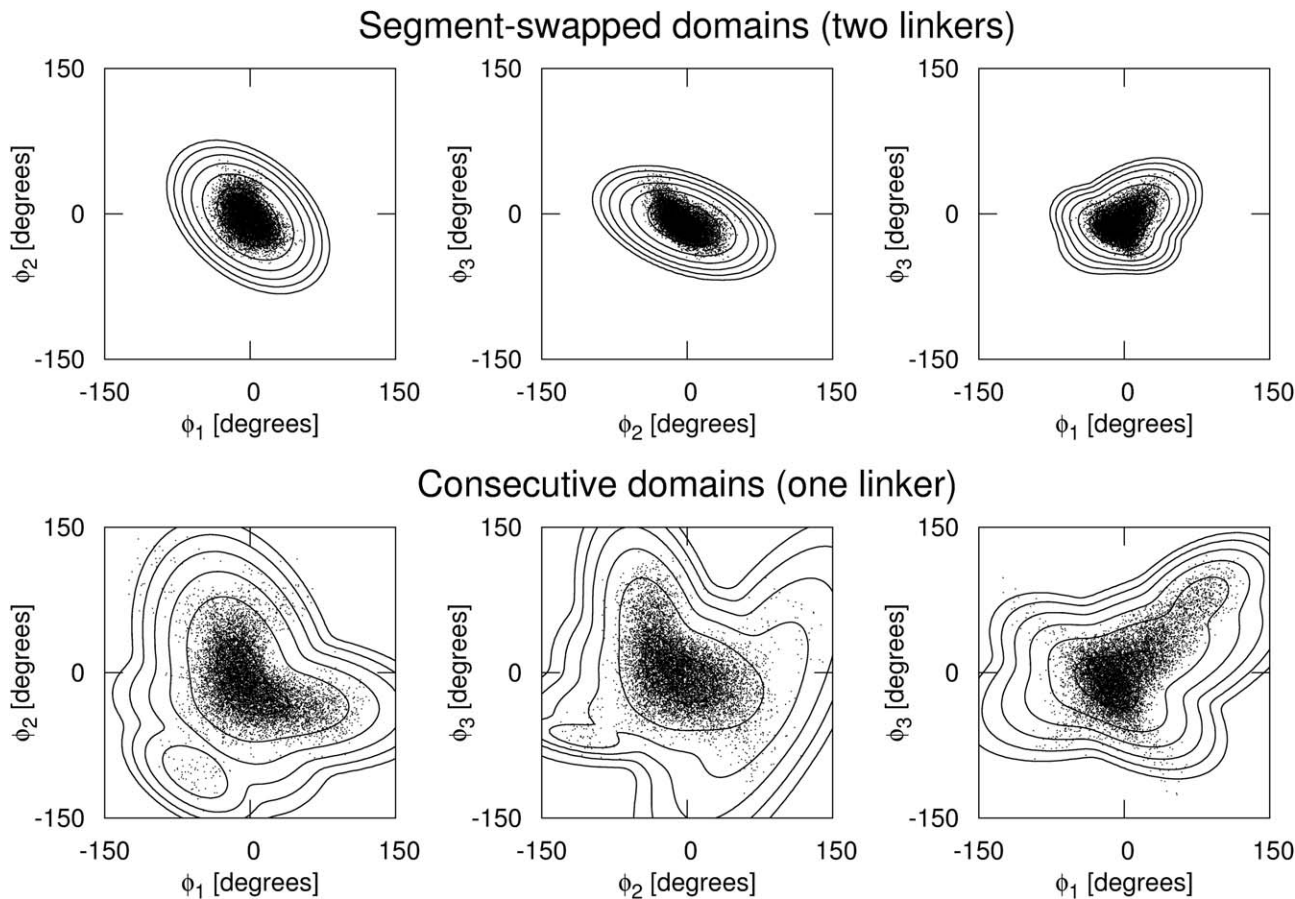 Segment-swapped domains (two linkers)
150 150 150
ϕ2 [degrees] ϕ3 [degrees] ϕ3 [degrees]
0 0 0
-150 -150 -150
-150 0 150 -150 0 150 -150 0 150
ϕ1 [degrees] ϕ2 [degrees] ϕ1 [degrees]
Consecutive domains (one linker)
150 150 150
ϕ2 [degrees] ϕ3 [degrees] ϕ3 [degrees]
0 0 0
-150 -150 -150
-150 0 150 -150 0 150 -150 0 150
ϕ1 [degrees] ϕ2 [degrees] ϕ1 [degrees]